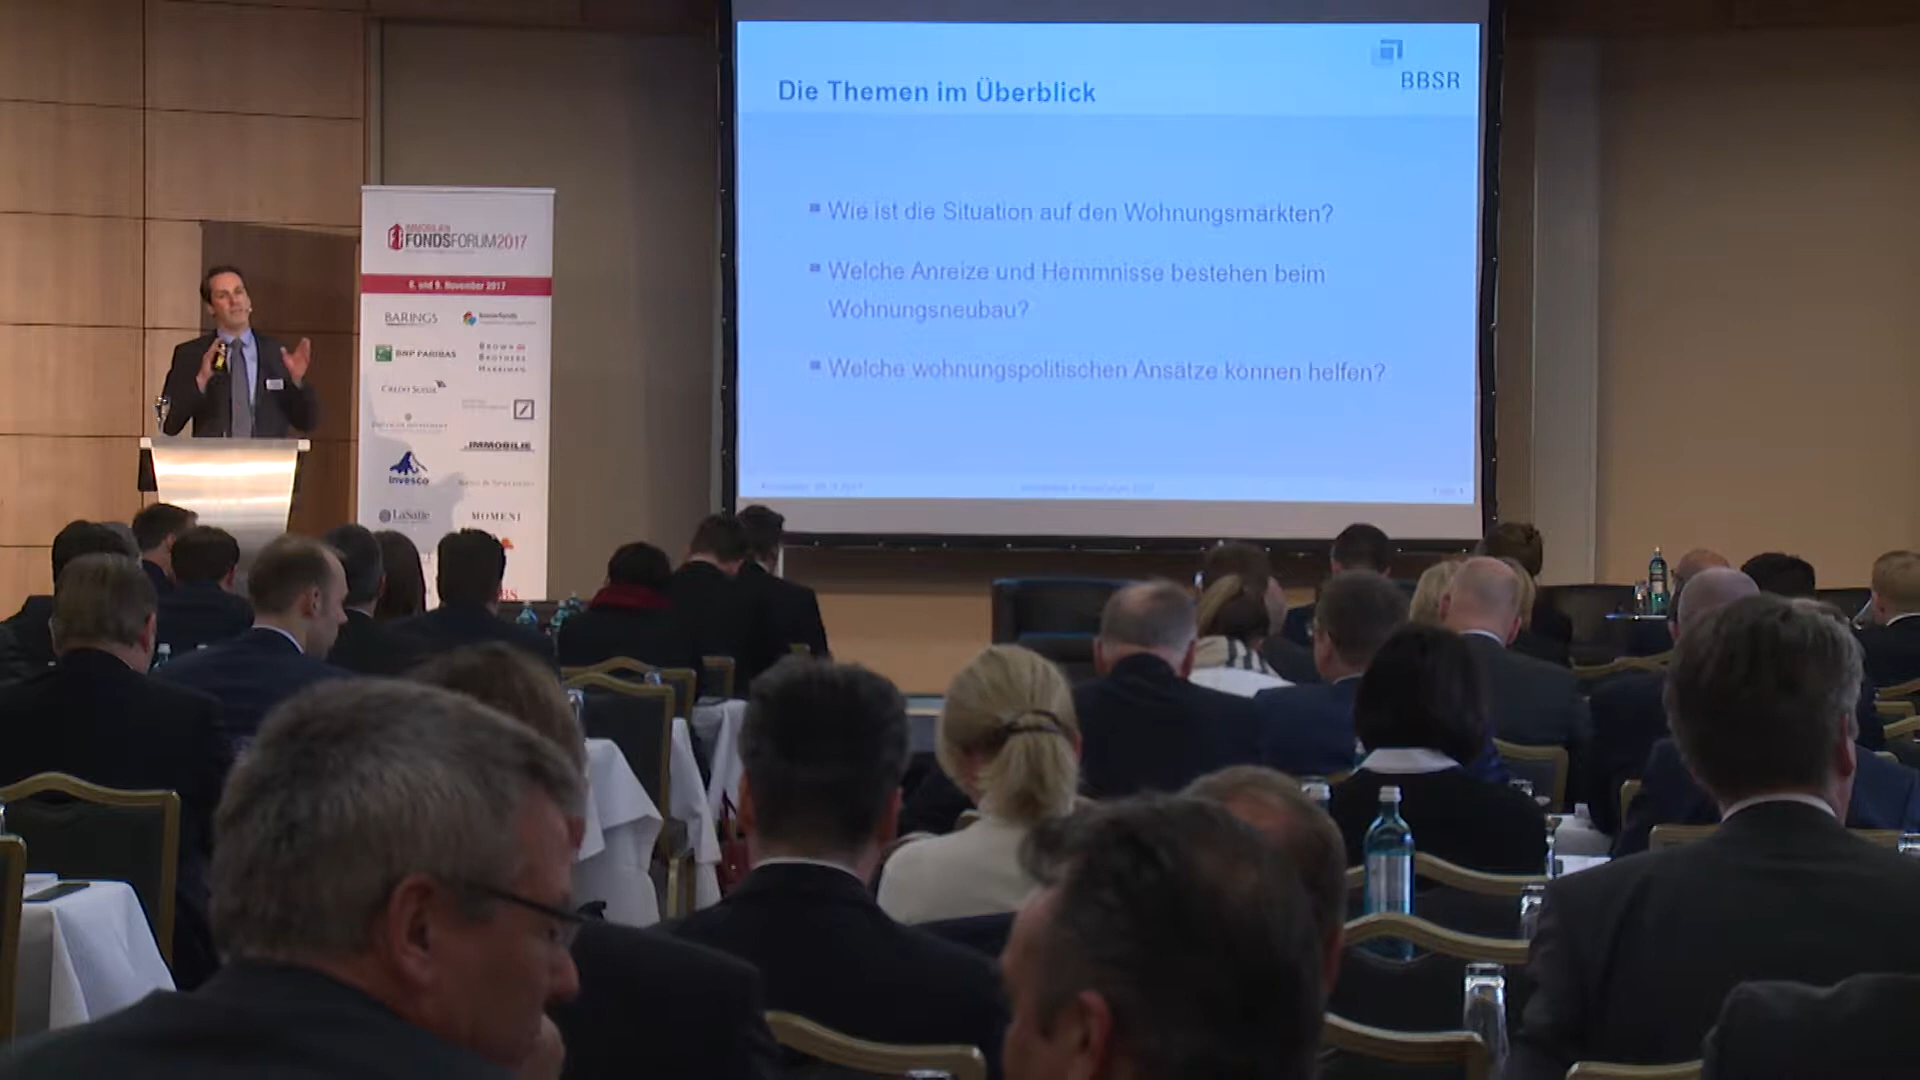 Die Themen im Überblick
BBSR
Wie ist die Situation auf den Wohnungsmärkten?
Welche Anreize und Hemmnisse bestehen beim
Wohnungsneubau?
Welche wohnungspolitischen Ansätze können helfen?
FONDSFORUM2017
8. und 9. November 2017
BARINGS
BNP PARIBAS
BROWN
BROTHERS
HARRIMAN
CREDIT SUISSE
IMMOBILIE
Invesco
LaSalle
MOMENI